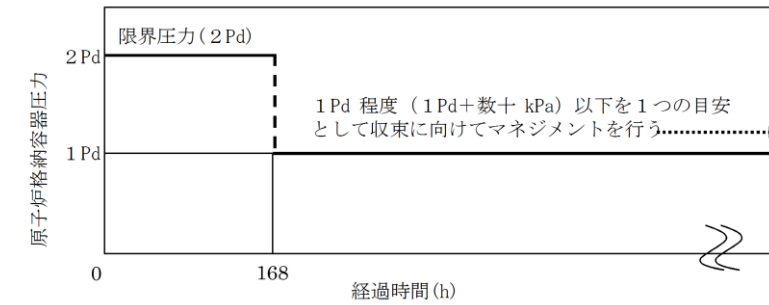 限界圧力(2Pd)
2Pd
1Pd 程度（1Pd＋数十 kPa）以下を1つの目安
として収束に向けてマネジメントを行う
1Pd
原子炉格納容器圧力
0
168
経過時間(h)